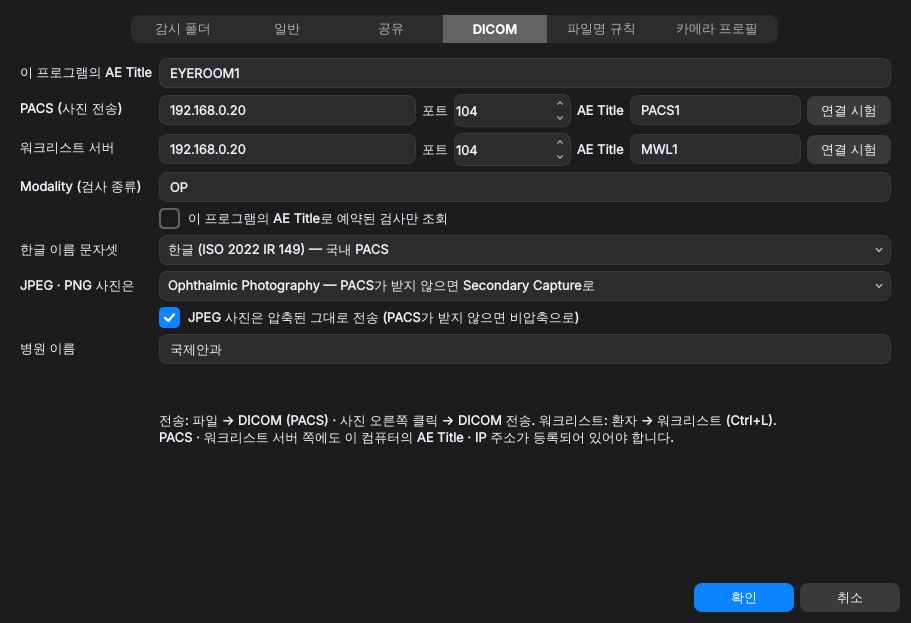 감시 폴더 일반 공유 DICOM 파일명 규칙 카메라 프로필
이 프로그램의 AE Title EYEROOM1
PACS (사진 전송) 192.168.0.20 포트 104 AE Title PACS1 연결 시험
워크리스트 서버 192.168.0.20 포트 104 AE Title MWL1 연결 시험
Modality (검사 종류) OP
이 프로그램의 AE Title로 예약된 검사만 조회
한글 이름 문자셋 한글 (ISO 2022 IR 149) — 국내 PACS
JPEG · PNG 사진은 Ophthalmic Photography — PACS가 받지 않으면 Secondary Capture로
JPEG 사진은 압축된 그대로 전송 (PACS가 받지 않으면 비압축으로)
병원 이름 국제안과
전송: 파일 → DICOM (PACS) · 사진 오른쪽 클릭 → DICOM 전송. 워크리스트: 환자 → 워크리스트 (Ctrl+L).
PACS · 워크리스트 서버 쪽에도 이 컴퓨터의 AE Title · IP 주소가 등록되어 있어야 합니다.
확인 취소